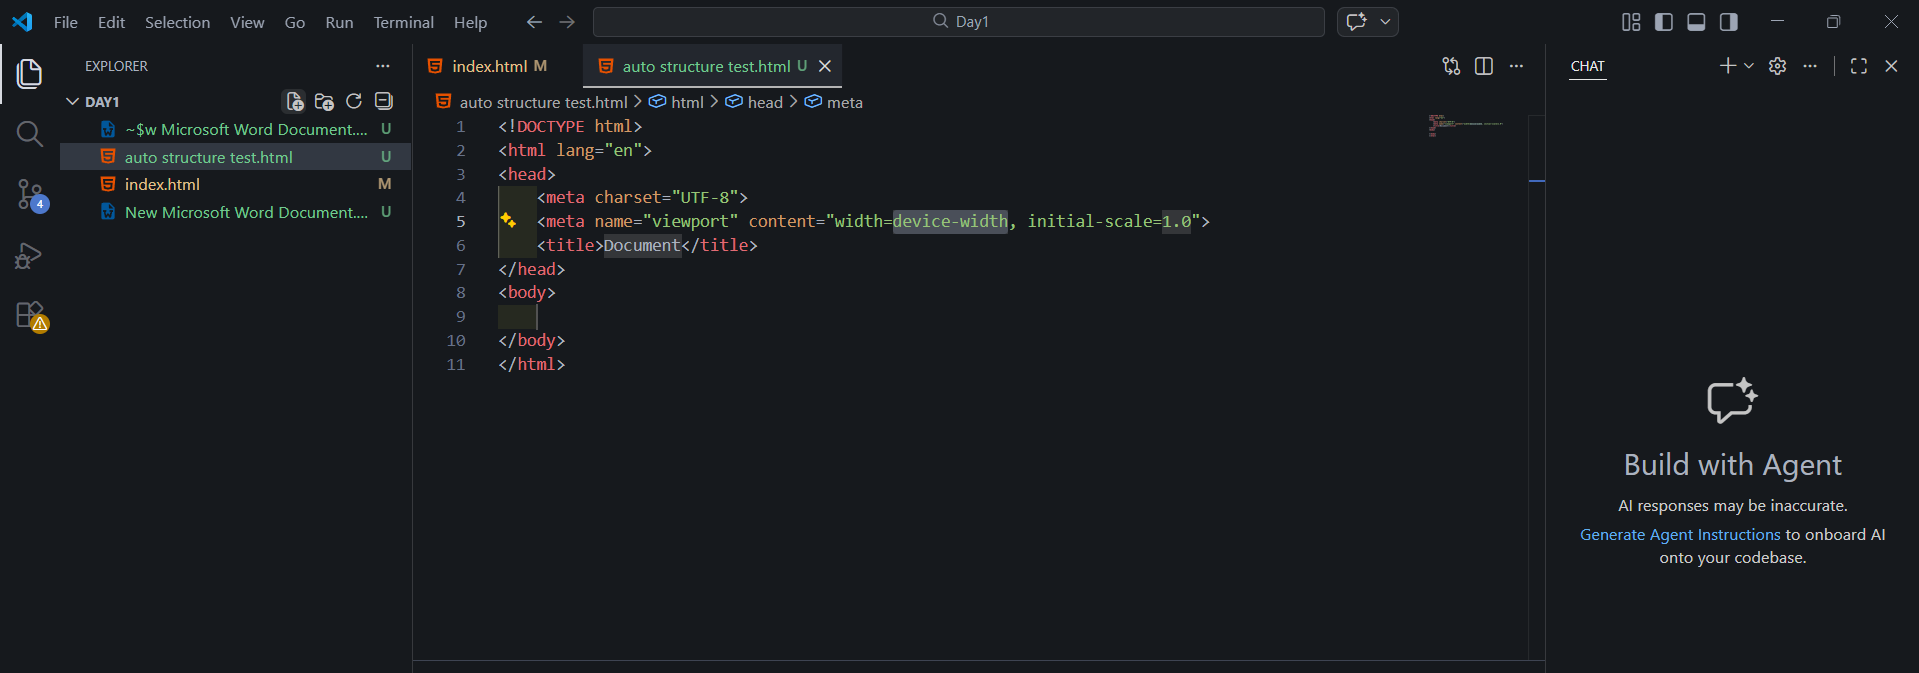 File Edit Selection View Go Run Terminal Help
Day1
EXPLORER
DAY1
~$w Microsoft Word Document.... U
auto structure test.html U
index.html M
New Microsoft Word Document.... U
4
index.html M
auto structure test.html U
auto structure test.html > html > head > meta
1 <!DOCTYPE html>
2 <html lang="en">
3 <head>
4 <meta charset="UTF-8">
5 <meta name="viewport" content="width=device-width, initial-scale=1.0">
6 <title>Document</title>
7 </head>
8 <body>
9
10 </body>
11 </html>
CHAT
Build with Agent
AI responses may be inaccurate.
Generate Agent Instructions to onboard AI
onto your codebase.